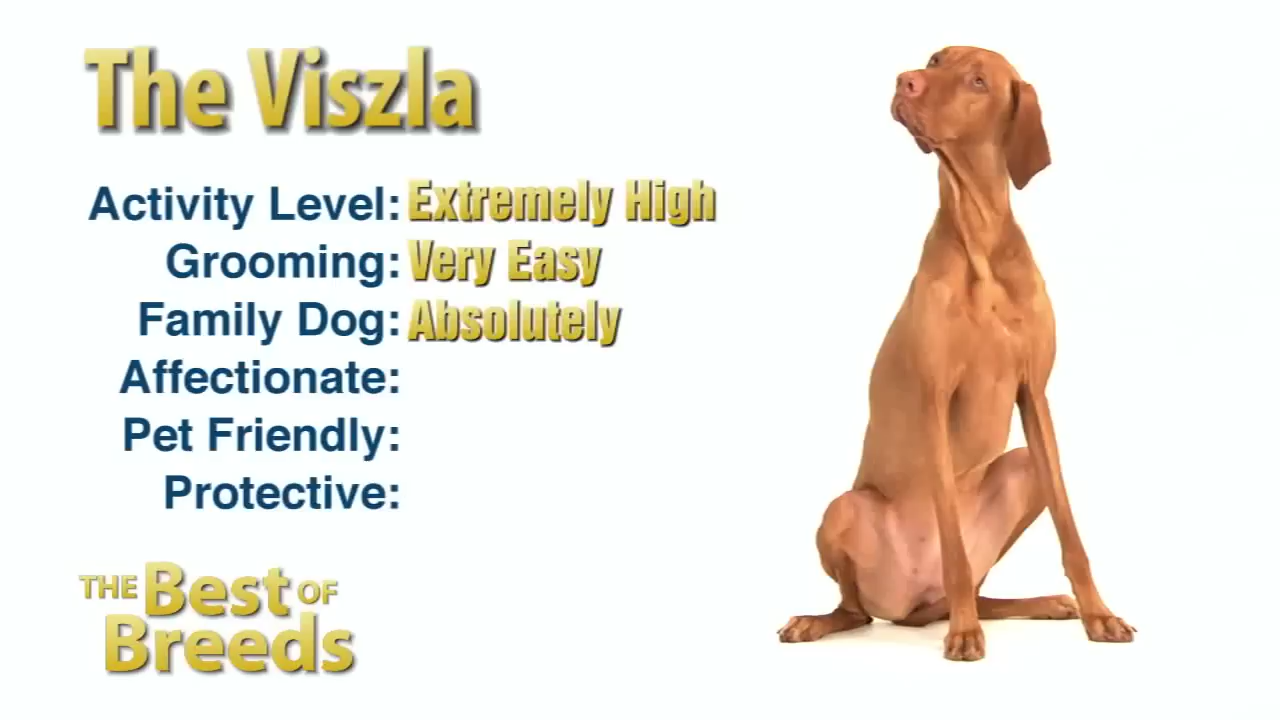 The Viszla
Activity Level: Extremely High
Grooming: Very Easy
Family Dog: Absolutely
Affectionate:
Pet Friendly:
Protective:
THE Best OF
Breeds